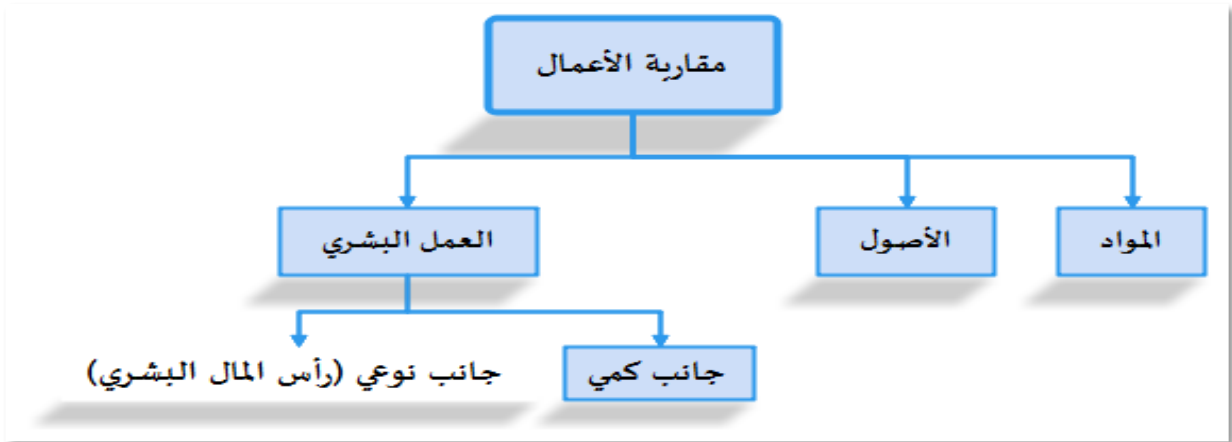 مقاربة الأعمال
المواد
الأصول
العمل البشري
جانب كمي
جانب نوعي (رأس المال البشري)